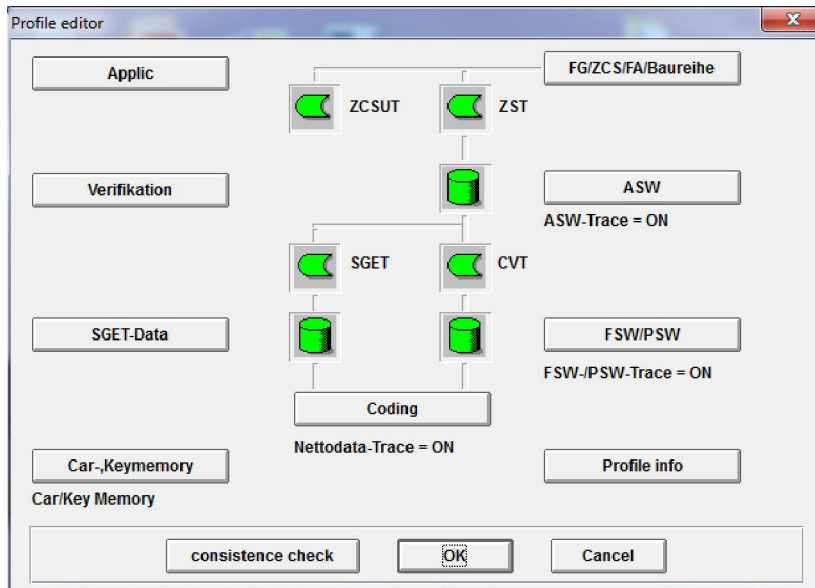 Profile editor
Applic
FG/ZCS/FA/Baureihe
ZCSUT
ZST
Verifikation
ASW
ASW-Trace = ON
SGET
CVT
SGET-Data
FSW/PSW
FSW-/PSW-Trace = ON
Coding
Nettodata-Trace = ON
Car-,Keymemory
Profile info
Car/Key Memory
consistence check
OK
Cancel